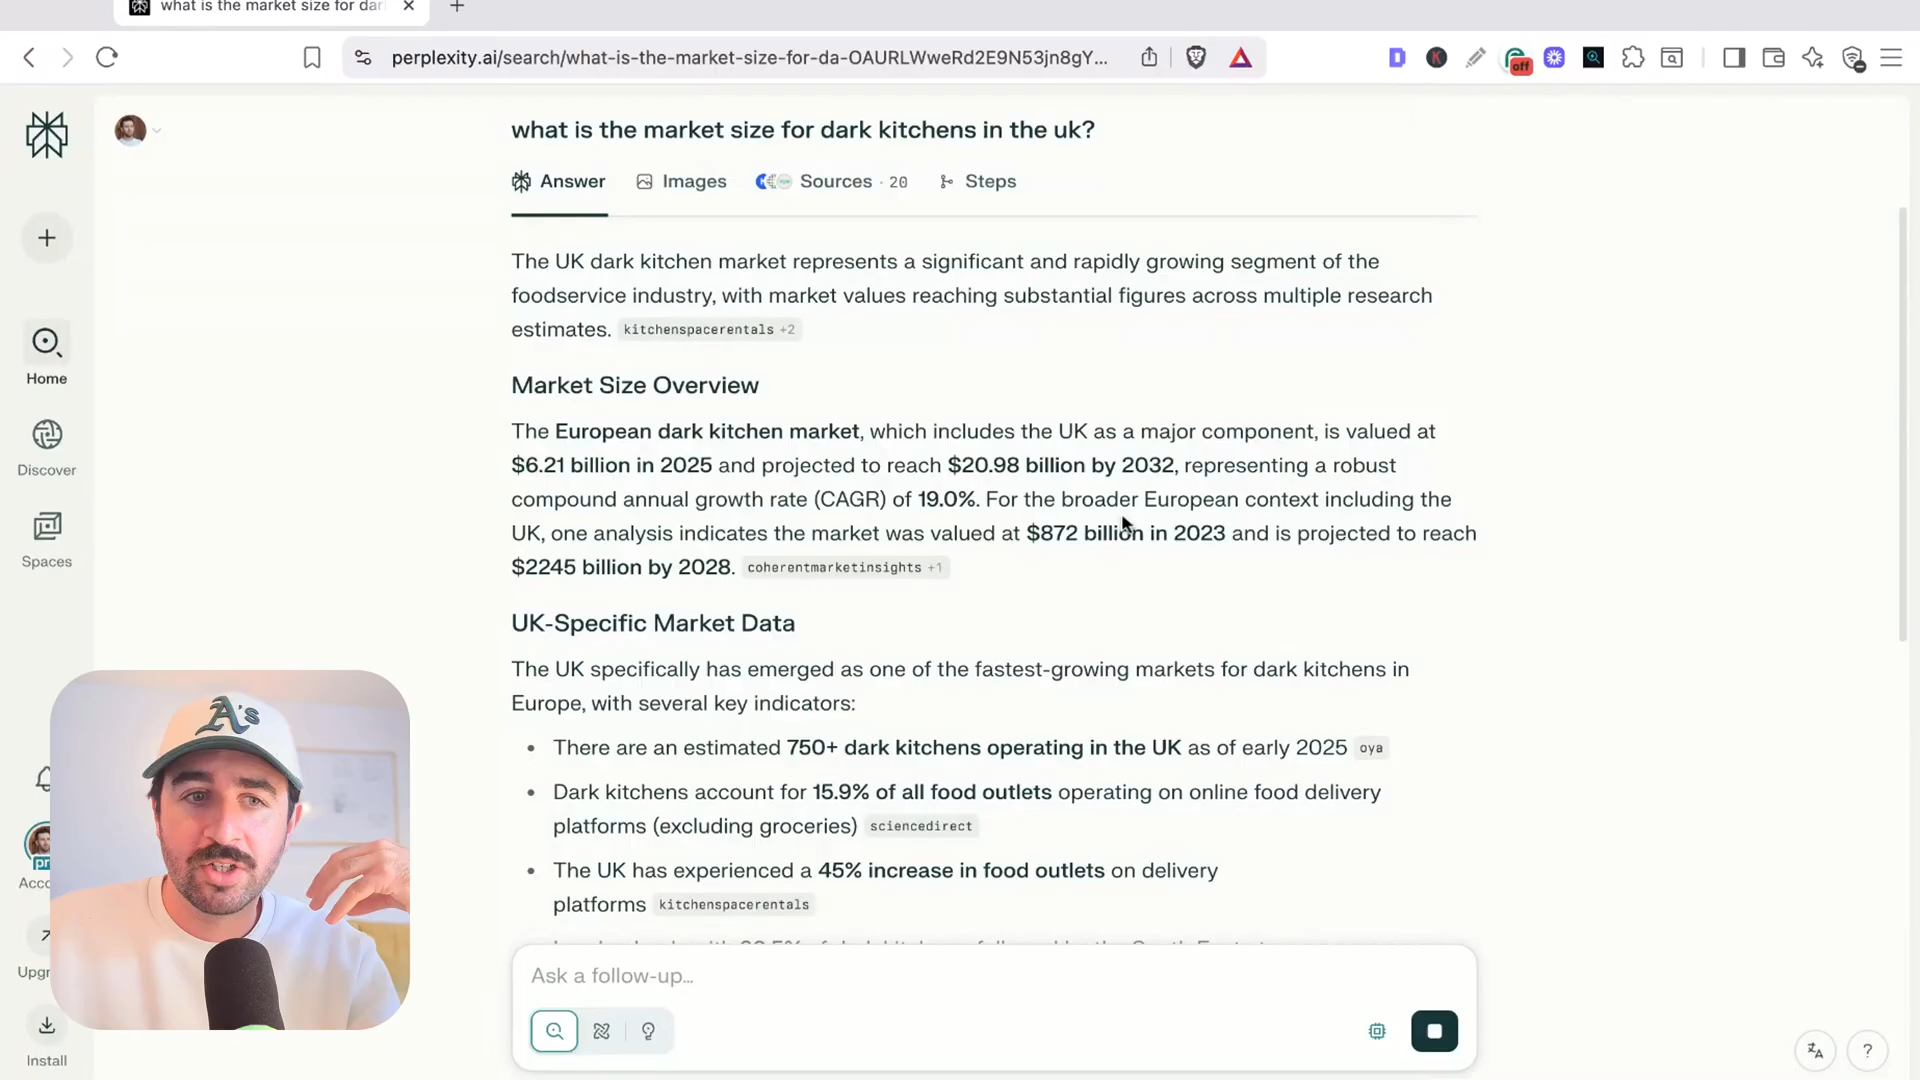 what is the market size for dar
perplexity.ai/search/what-is-the-market-size-for-da-OAURLWweRd2E9N53jn8gY...
off
what is the market size for dark kitchens in the uk?
Answer
Images
Sources · 20
Steps
The UK dark kitchen market represents a significant and rapidly growing segment of the
foodservice industry, with market values reaching substantial figures across multiple research
estimates. kitchenspacerentals +2
Market Size Overview
The European dark kitchen market, which includes the UK as a major component, is valued at
$6.21 billion in 2025 and projected to reach $20.98 billion by 2032, representing a robust
compound annual growth rate (CAGR) of 19.0%. For the broader European context including the
UK, one analysis indicates the market was valued at $872 billion in 2023 and is projected to reach
$2245 billion by 2028. coherentmarketinsights +1
UK-Specific Market Data
The UK specifically has emerged as one of the fastest-growing markets for dark kitchens in
Europe, with several key indicators:
• There are an estimated 750+ dark kitchens operating in the UK as of early 2025 oya
• Dark kitchens account for 15.9% of all food outlets operating on online food delivery
platforms (excluding groceries) sciencedirect
• The UK has experienced a 45% increase in food outlets on delivery
platforms kitchenspacerentals
Ask a follow-up...
Home
Discover
Spaces
pr
Acco
Upgr
Install
A's
?